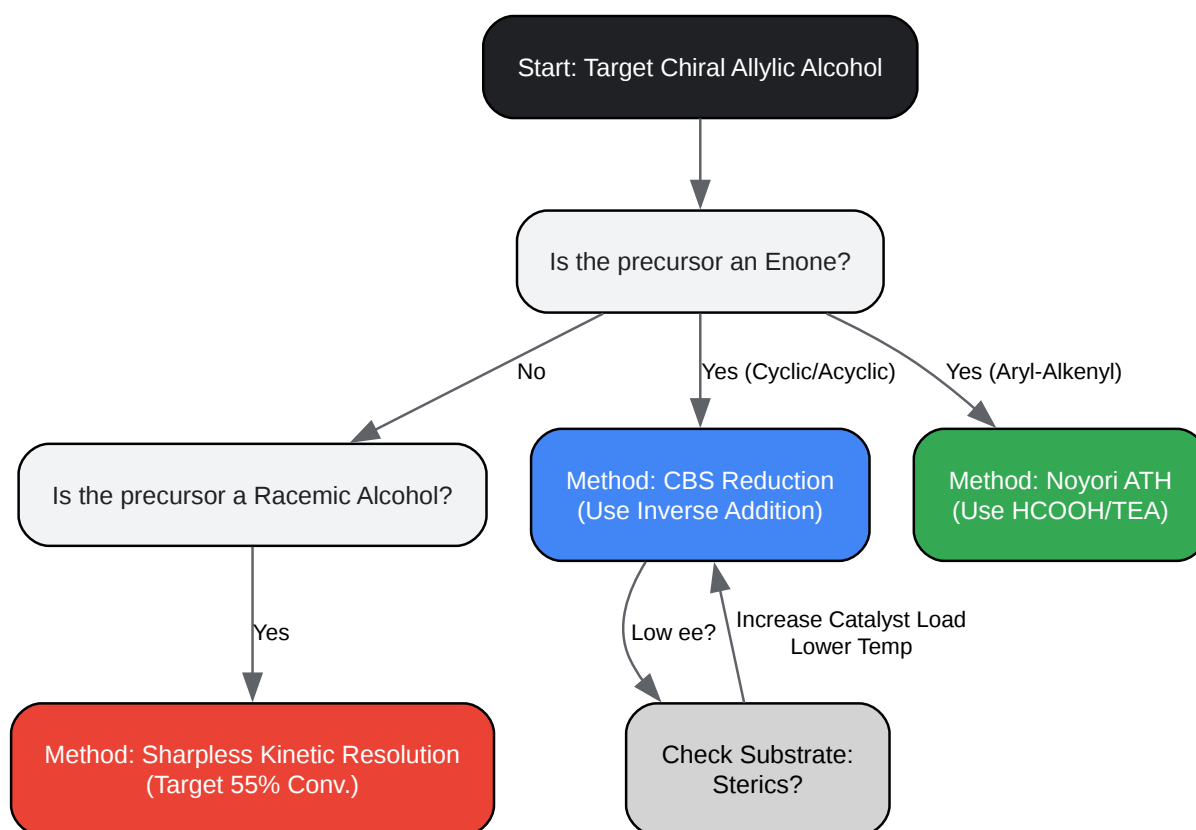 Start: Target Chiral Allylic Alcohol
Is the precursor an Enone?
No
Yes (Cyclic/Acyclic)
Yes (Aryl-Alkenyl)
Is the precursor a Racemic Alcohol?
Method: CBS Reduction
(Use Inverse Addition)
Method: Noyori ATH
(Use HCOOH/TEA)
Yes
Low ee?
Increase Catalyst Load
Lower Temp
Method: Sharpless Kinetic Resolution
(Target 55% Conv.)
Check Substrate:
Sterics?